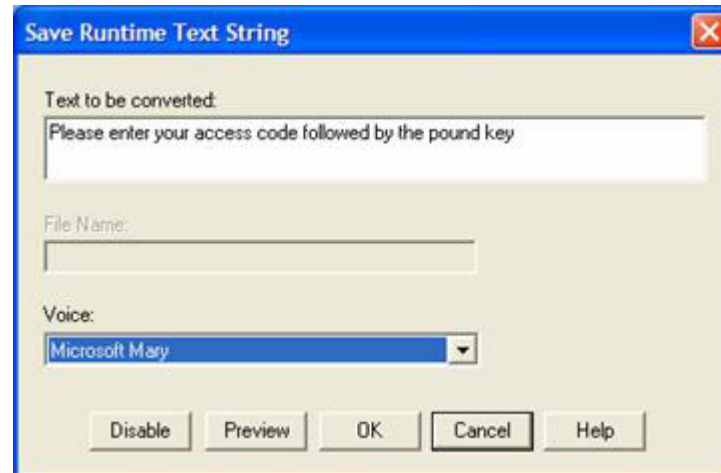 Save Runtime Text String
Text to be converted:
Please enter your access code followed by the pound key
File Name:
Voice:
Microsoft Mary
Disable Preview OK Cancel Help